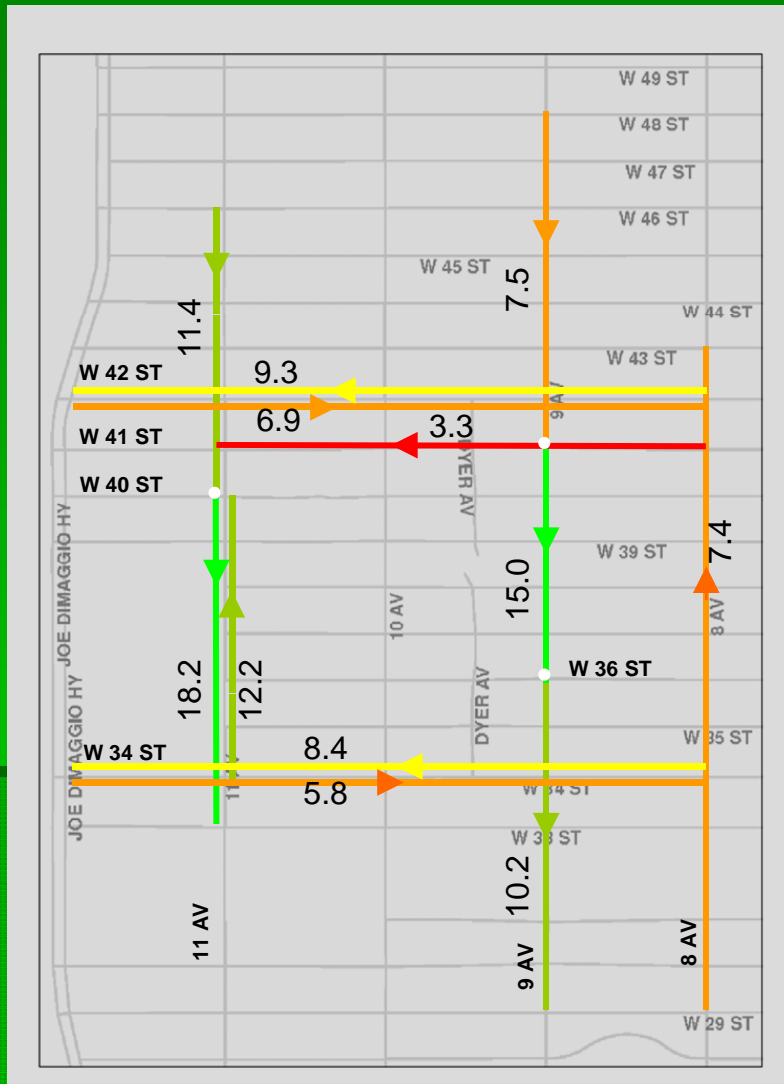 W 49 ST
W 48 ST
W 47 ST
W 46 ST
W 45 ST
7.5
11.4
W 44 ST
W 43 ST
W 42 ST
9.3
9 AV
6.9
W 41 ST
3.3
DYER AV
W 40 ST
7.4
W 39 ST
15.0
JOE DIMAGGIO HY
10 AV
8 AV
W 36 ST
18.2
12.2
DYER AV
JOE DIMAGGIO HY
W 35 ST
W 34 ST
8.4
11 AV
5.8
W 34 ST
W 33 ST
10.2
11 AV
9 AV
8 AV
W 29 ST